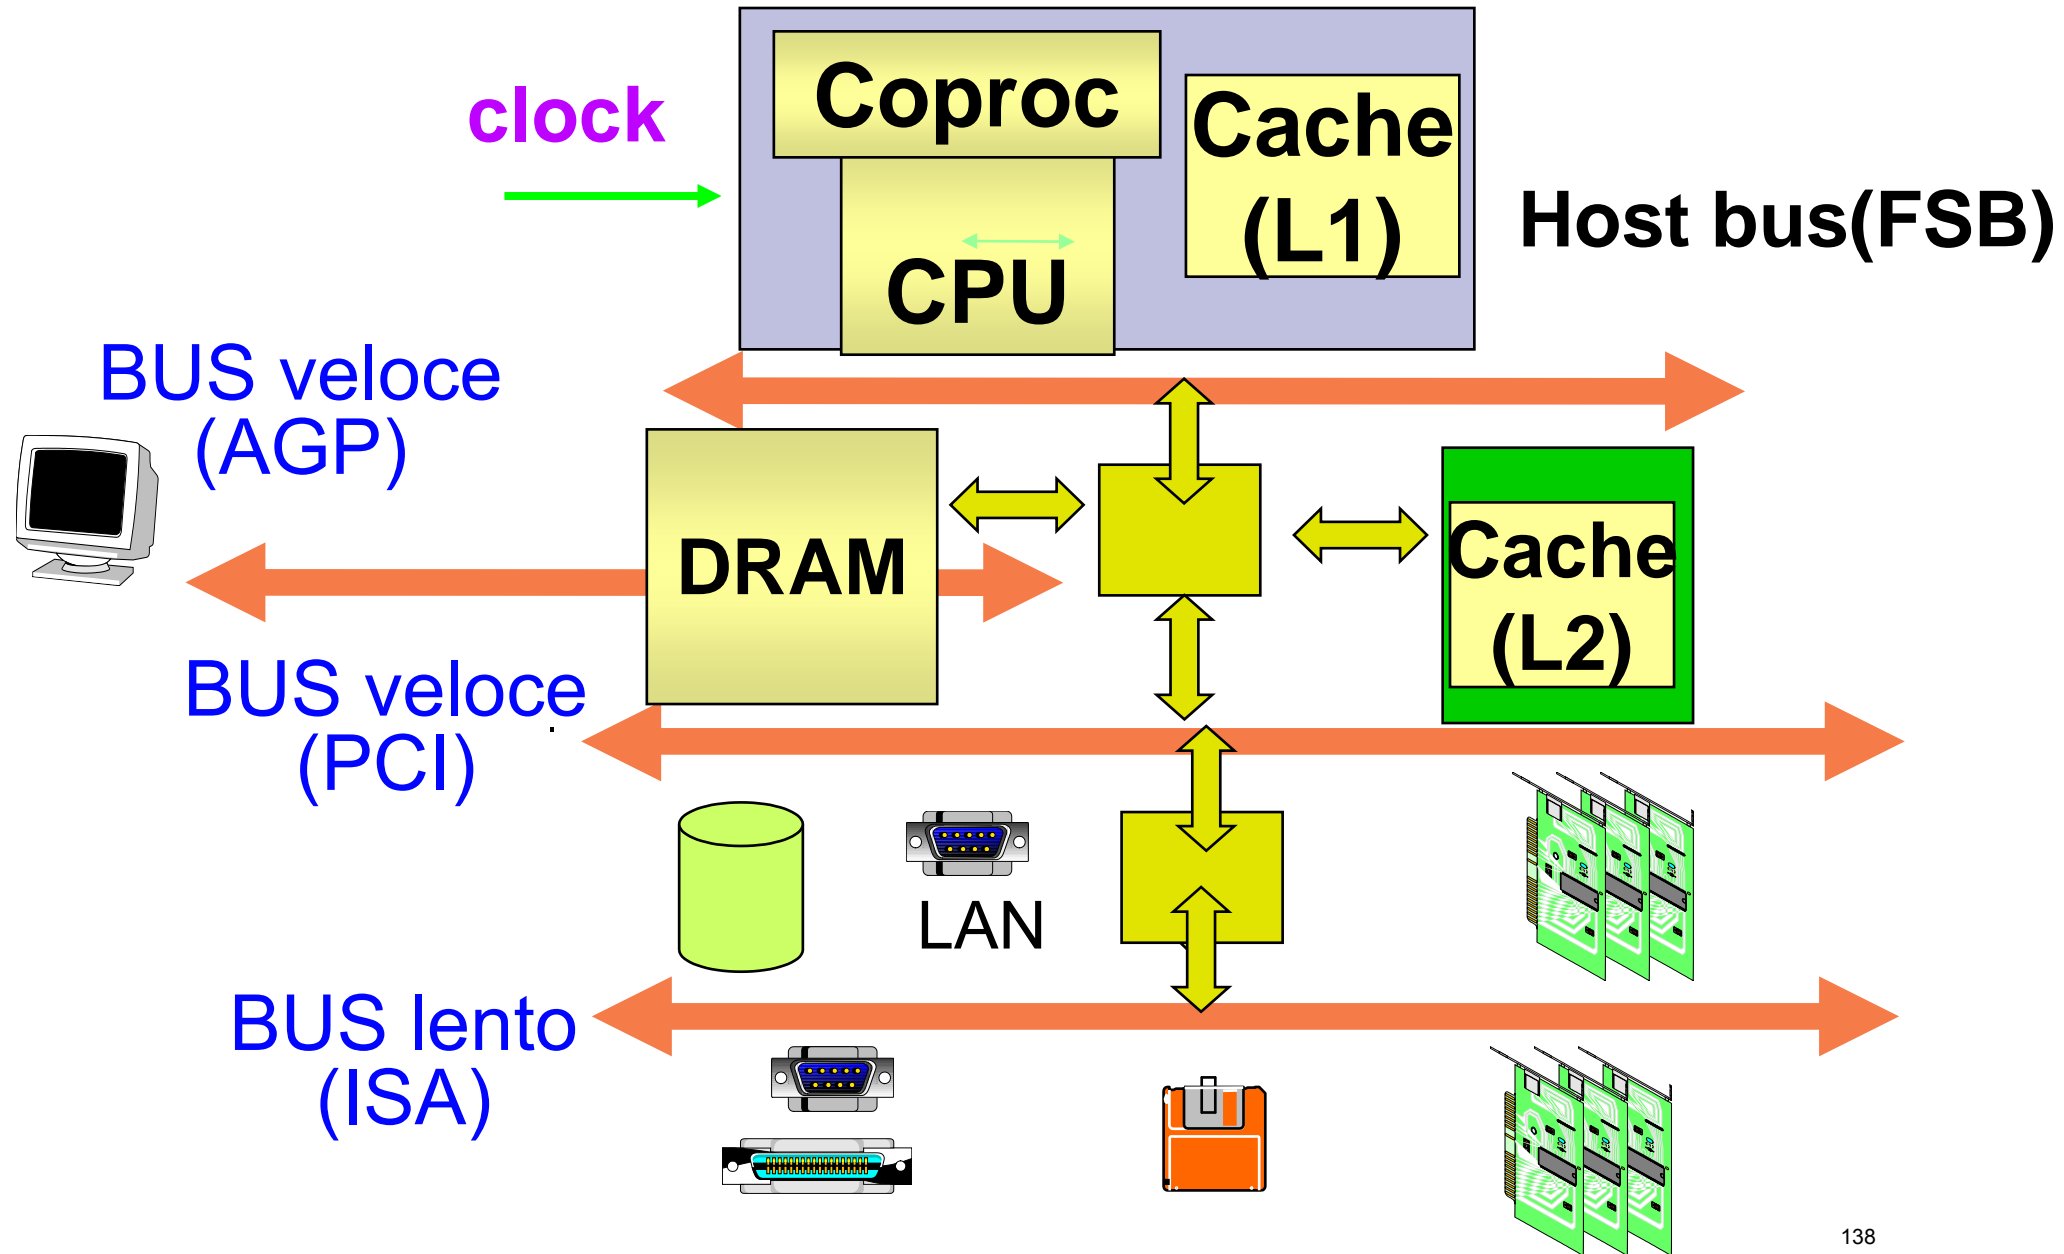 Coproc
clock
Cache
(L1)
Host bus(FSB)
CPU
BUS veloce
(AGP)
DRAM
Cache
(L2)
BUS veloce
(PCI)
LAN
BUS lento
(ISA)
138